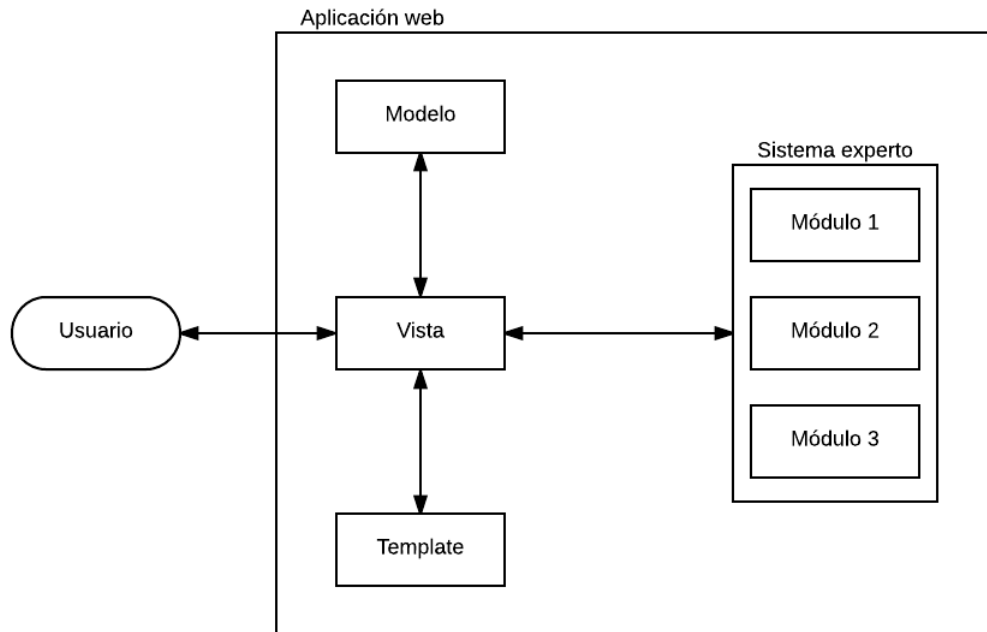 Aplicación web
Modelo
Sistema experto
Módulo 1
Usuario
Vista
Módulo 2
Módulo 3
Template